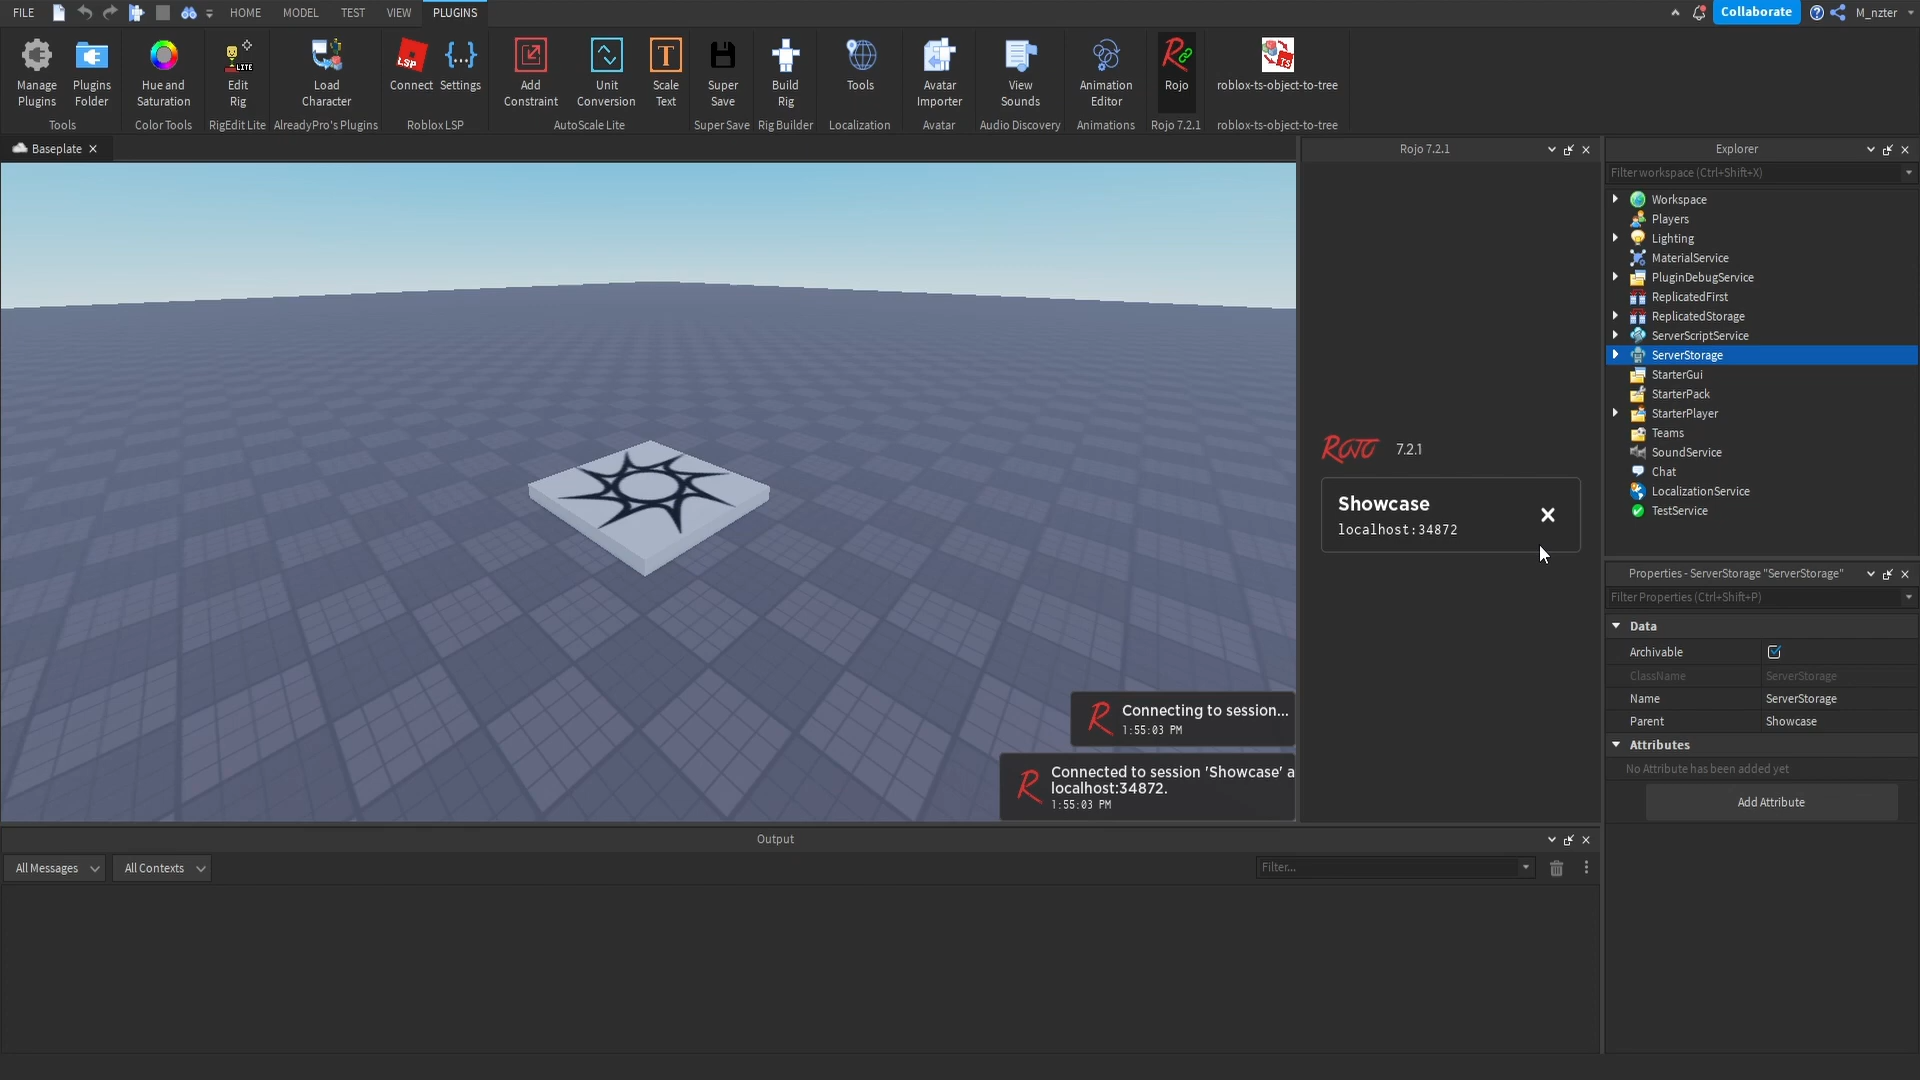 FILE HOME MODEL TEST VIEW PLUGINS Collaborate M_nzter
Manage
Plugins
Plugins
Folder
Tools
Hue and
Saturation
Color Tools
LITE
Edit
Rig
RigEdit Lite
Load
Character
AlreadyPro's Plugins
LSP
Connect
Settings
Roblox LSP
Add
Constraint
Unit
Conversion
T
Scale
Text
AutoScale Lite
Super
Save
Super Save
Build
Rig
Rig Builder
Tools
Localization
Avatar
Importer
Avatar
View
Sounds
Audio Discovery
Animation
Editor
Animations
R
Rojo
Rojo 7.2.1
TS
roblox-ts-object-to-tree
roblox-ts-object-to-tree
Baseplate
Rojo 7.2.1
ROJO 7.2.1
Showcase
localhost:34872
R Connecting to session...
1:55:03 PM
R Connected to session 'Showcase' a
localhost:34872.
1:55:03 PM
Explorer
Filter workspace (Ctrl+Shift+X)
Workspace
Players
Lighting
MaterialService
PluginDebugService
ReplicatedFirst
ReplicatedStorage
ServerScriptService
ServerStorage
StarterGui
StarterPack
StarterPlayer
Teams
SoundService
Chat
LocalizationService
TestService
Properties - ServerStorage "ServerStorage"
Filter Properties (Ctrl+Shift+P)
Data
Archivable
ClassName ServerStorage
Name ServerStorage
Parent Showcase
Attributes
No Attribute has been added yet
Add Attribute
Output
All Messages All Contexts Filter...